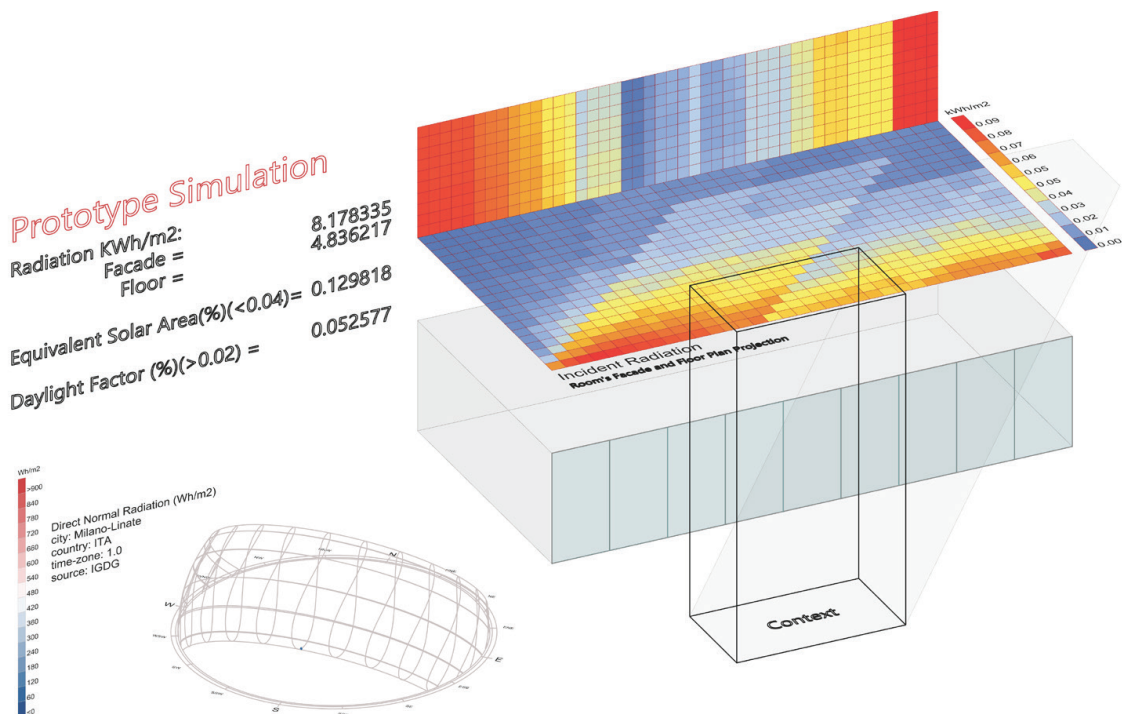 Prototype Simulation
Radiation KWh/m2:
Facade = 8.178335
Floor = 4.836217
Equivalent Solar Area(%)(<0.04)= 0.129818
Daylight Factor (%)(>0.02) = 0.052577
kWh/m2
0.09
0.08
0.07
0.06
0.05
0.05
0.04
0.03
0.02
0.01
0.00
Incident Radiation
Room's Facade and Floor Plan Projection
Context
Wh/m2
>900
840
780
720
660
600
540
480
420
360
300
240
180
120
60
<0
Direct Normal Radiation (Wh/m2)
city: Milano-Linate
country: ITA
time-zone: 1.0
source: IGDG
N
W
E
S